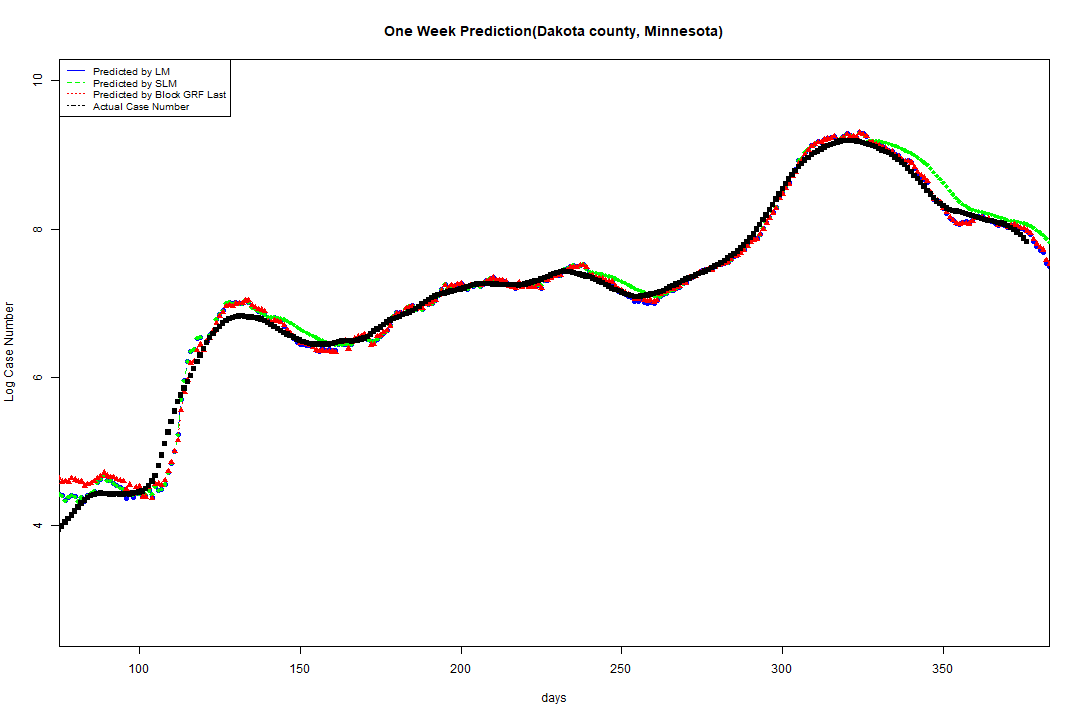 One Week Prediction(Dakota county, Minnesota)
Predicted by LM
Predicted by SLM
Predicted by Block GRF Last
Actual Case Number
10
8
6
4
Log Case Number
100 150 200 250 300 350
days